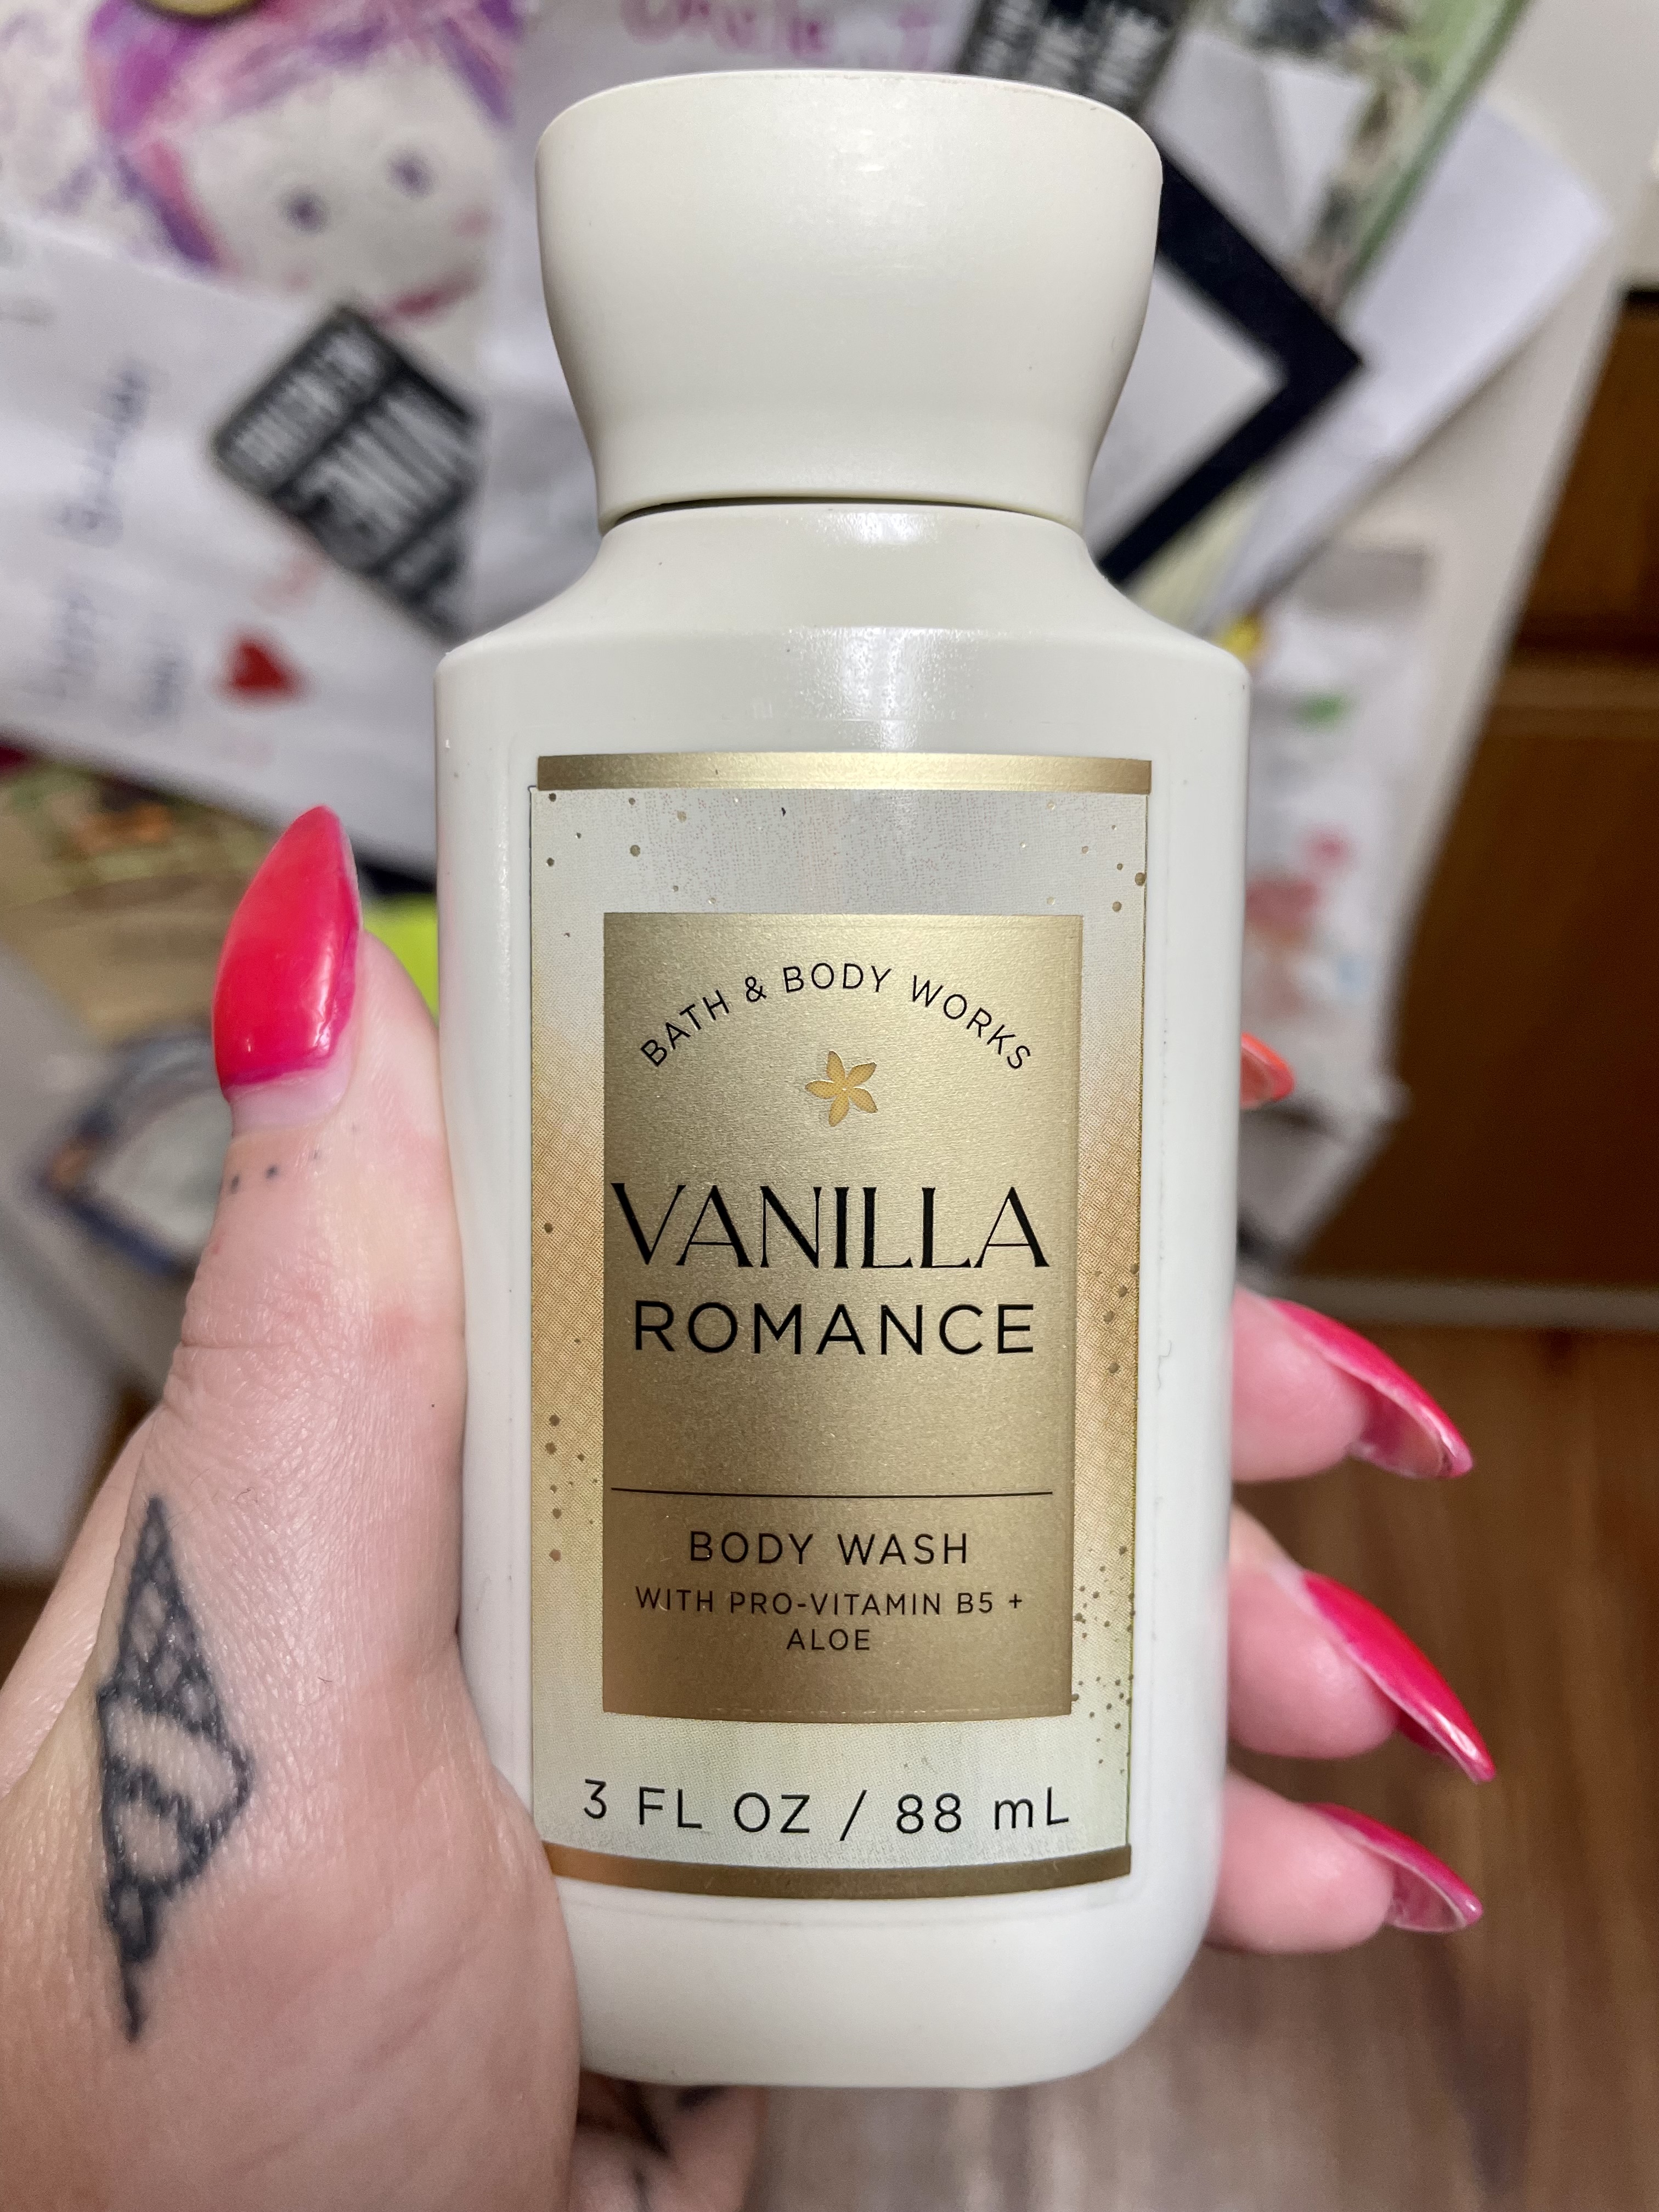 BATH & BODY WORKS
VANILLA
ROMANCE
BODY WASH
WITH PRO-VITAMIN B5 +
ALOE
3 FL OZ / 88 mL